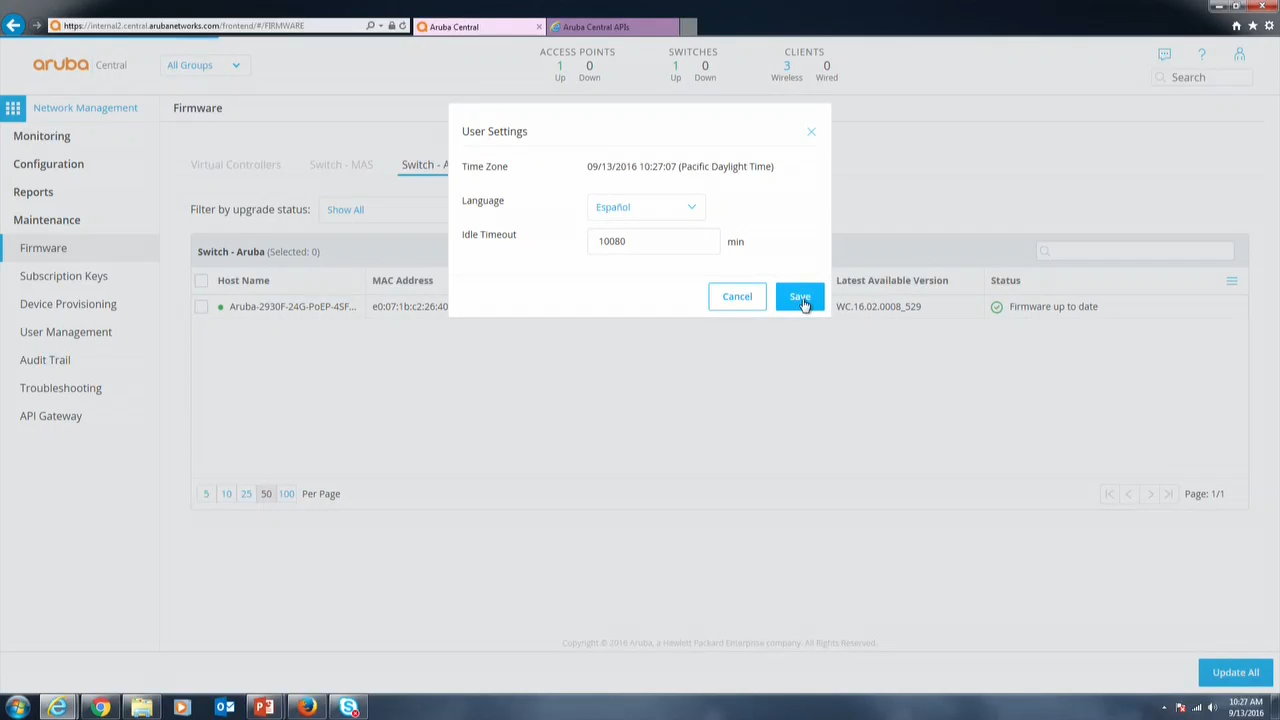 https://internal2.central.arubanetworks.com/frontend/#/FIRMWARE
Aruba Central
Aruba Central APIs
aruba Central
All Groups
ACCESS POINTS
1 0
Up Down
SWITCHES
1 0
Up Down
CLIENTS
3 0
Wireless Wired
Search
Network Management
Firmware
Monitoring
Configuration
Reports
Maintenance
Firmware
Subscription Keys
Device Provisioning
User Management
Audit Trail
Troubleshooting
API Gateway
Virtual Controllers
Switch - MAS
Switch - A
Filter by upgrade status:
Show All
Switch - Aruba (Selected: 0)
Host Name
MAC Address
Latest Available Version
Status
Aruba-2930F-24G-PoEP-4SF...
e0:07:1b:c2:26:40
WC.16.02.0008_529
Firmware up to date
5 10 25 50 100 Per Page
Page: 1/1
User Settings
Time Zone
09/13/2016 10:27:07 (Pacific Daylight Time)
Language
Español
Idle Timeout
10080
min
Cancel
Save
Copyright © 2016 Aruba, a Hewlett Packard Enterprise company. All Rights Reserved.
Update All
10:27 AM
9/13/2016